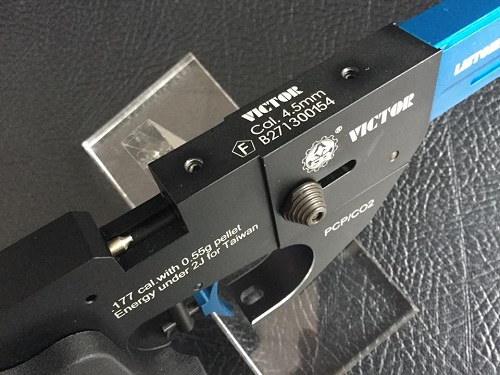 VICTOR
Cal. 4.5mm
F B271300154
® VICTOR
PCP/CO2
177 cal.with 0.55g pellet
Energy under 2J for Taiwan